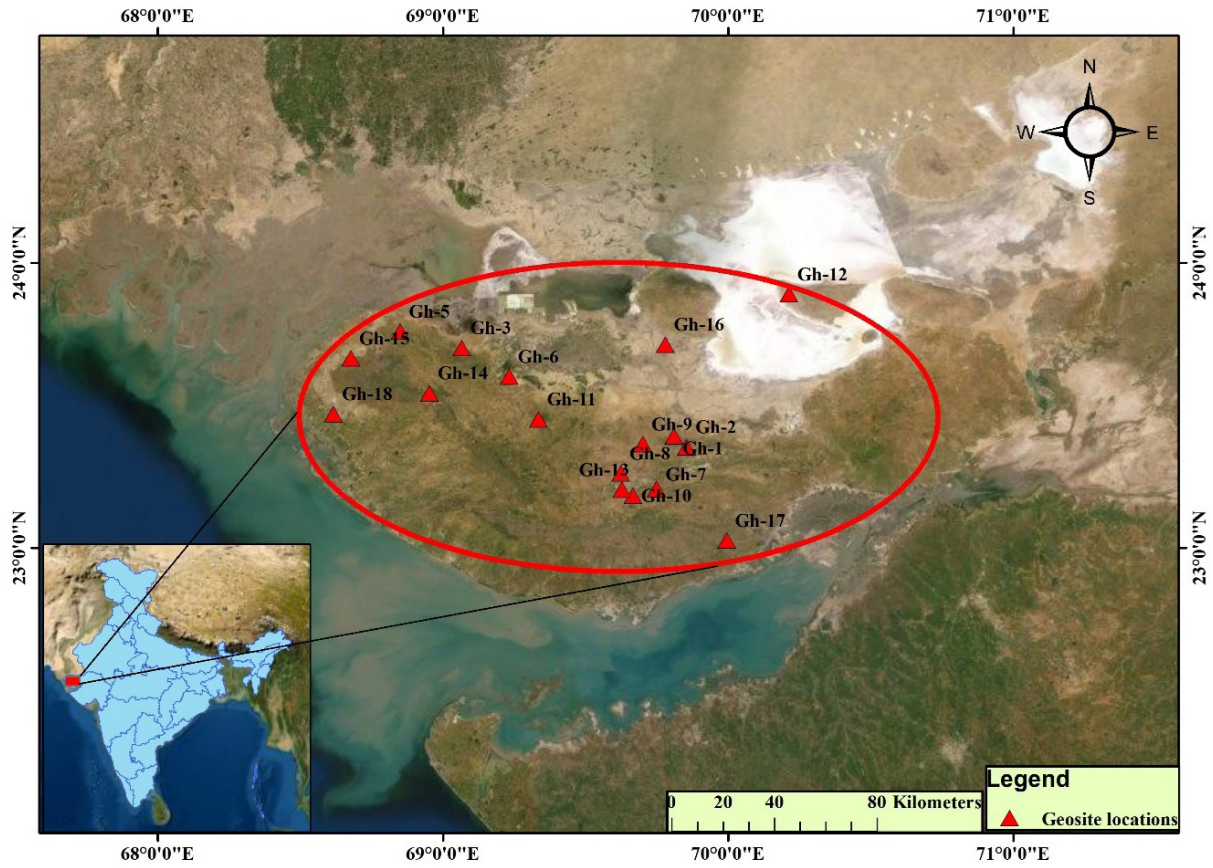 68°0'0"E 69°0'0"E 70°0'0"E 71°0'0"E
N
W E
S
24°0'0"N 24°0'0"N
Gh-12
Gh-5
Gh-3
Gh-16
Gh-15
Gh-6
Gh-14
Gh-18
Gh-11
Gh-9 Gh-2
Gh-8 Gh-1
Gh-13 Gh-7
Gh-10
Gh-17
23°0'0"N 23°0'0"N
Legend
0 20 40 80 Kilometers
Geosite locations
68°0'0"E 69°0'0"E 70°0'0"E 71°0'0"E